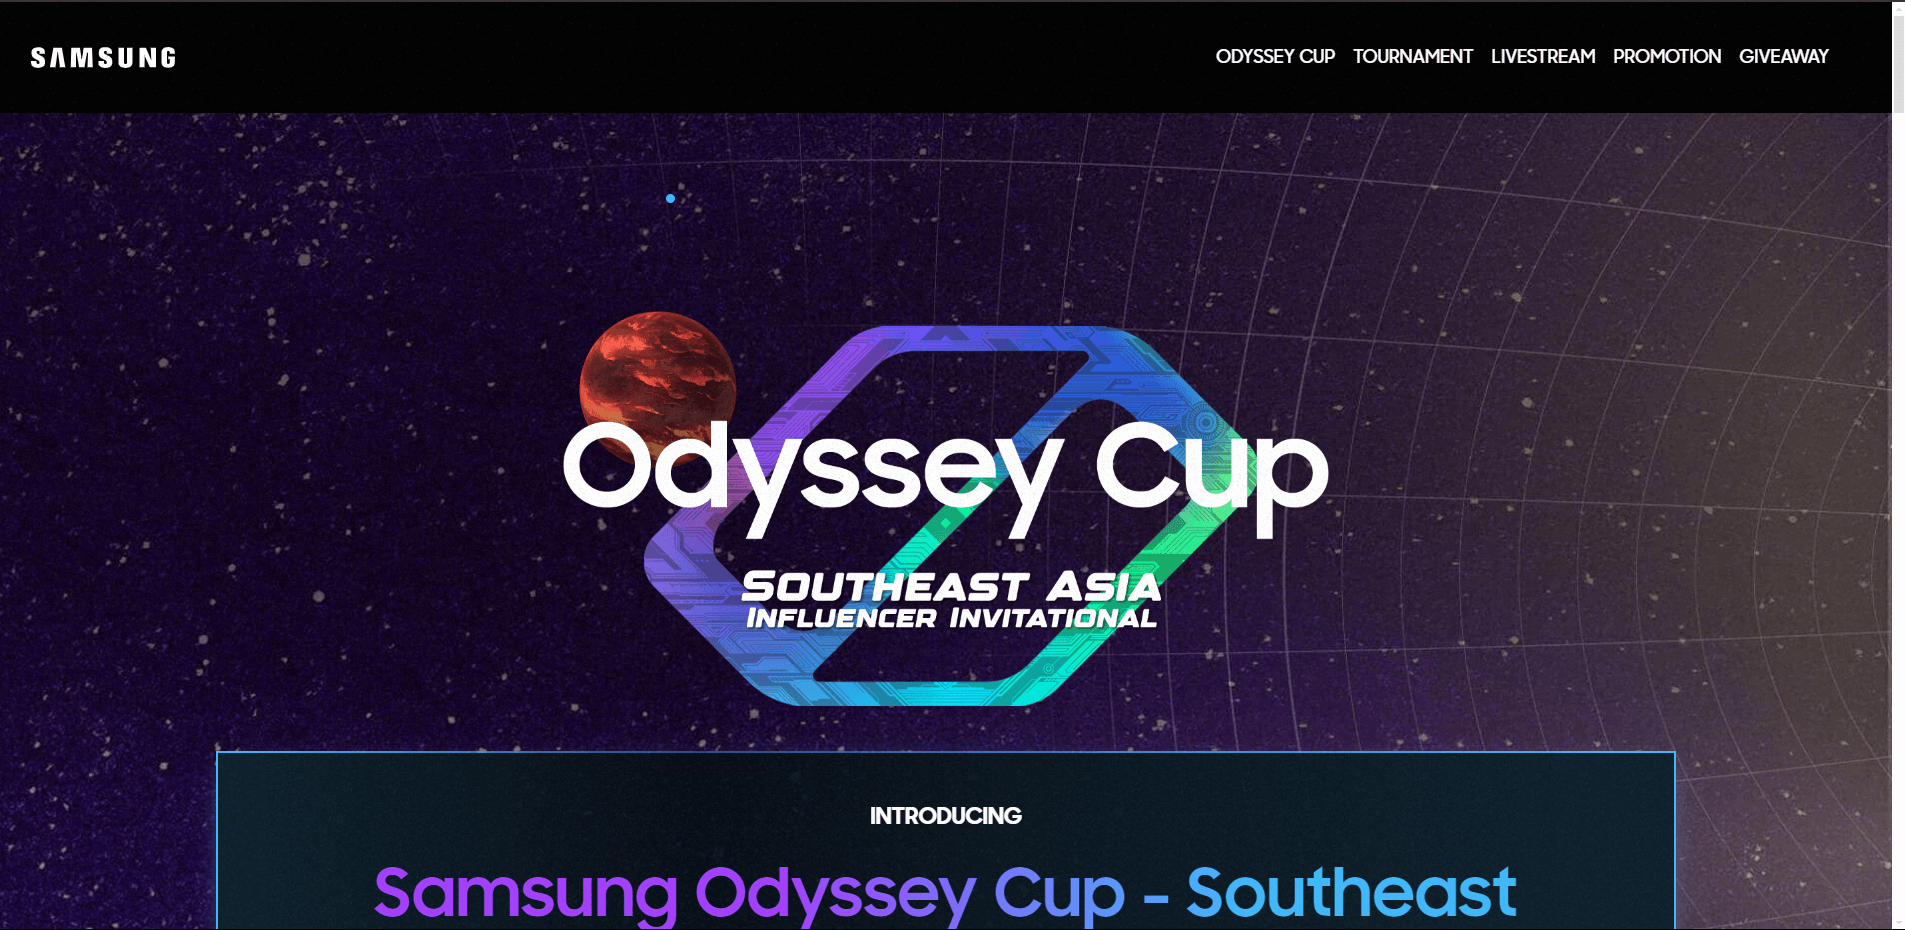 SAMSUNG
ODYSSEY CUP TOURNAMENT LIVESTREAM PROMOTION GIVEAWAY
Odyssey Cup
SOUTHEAST ASIA
INFLUENCER INVITATIONAL
INTRODUCING
Samsung Odyssey Cup - Southeast